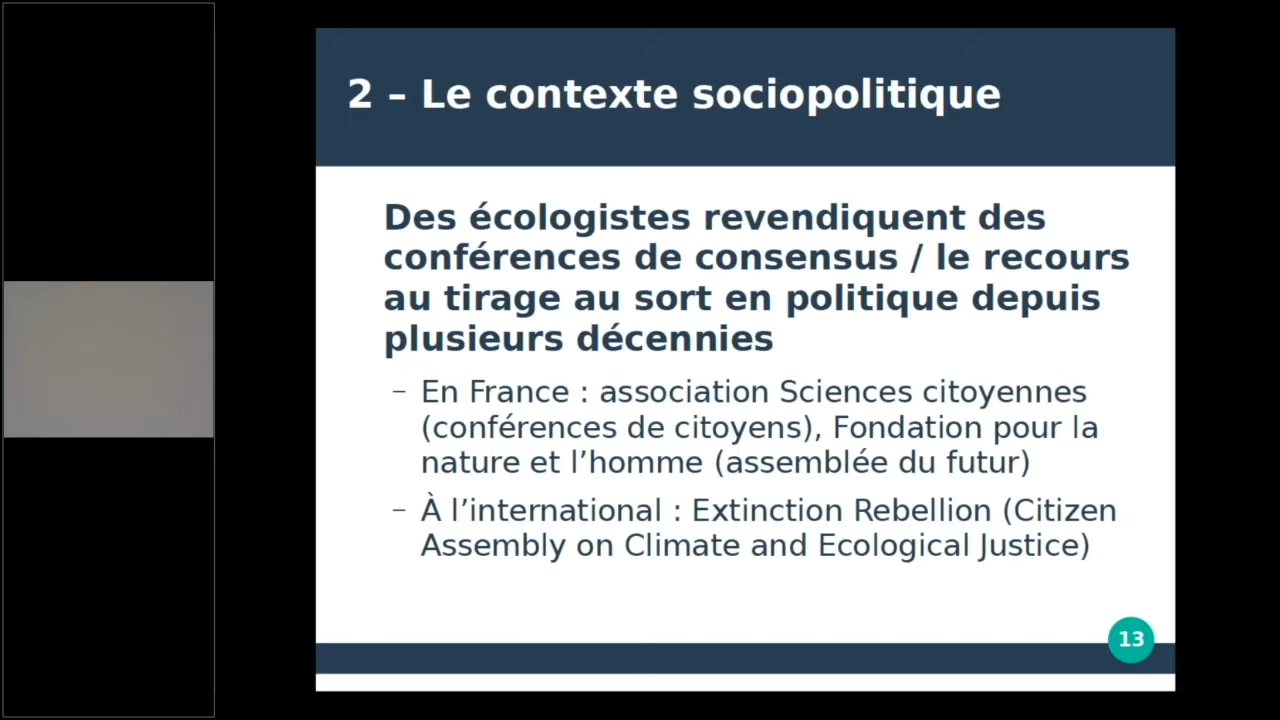 2 – Le contexte sociopolitique
Des écologistes revendiquent des
conférences de consensus / le recours
au tirage au sort en politique depuis
plusieurs décennies
– En France : association Sciences citoyennes
(conférences de citoyens), Fondation pour la
nature et l’homme (assemblée du futur)
– À l’international : Extinction Rebellion (Citizen
Assembly on Climate and Ecological Justice)
13